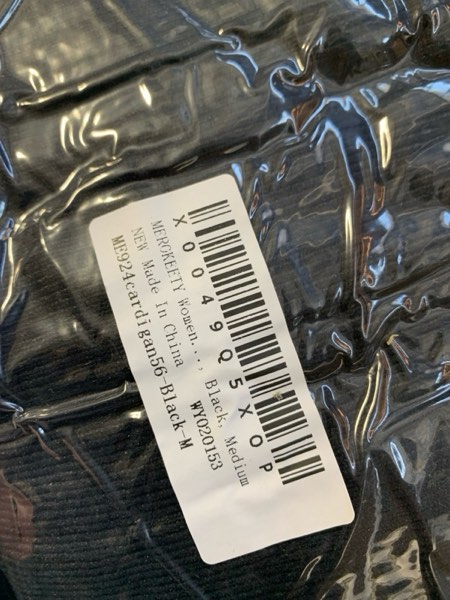 X0049Q5XOP
MEROKEETY Women..., Black, Medium
NEW Made In China WY020153
ME924cardigan56-Black-M